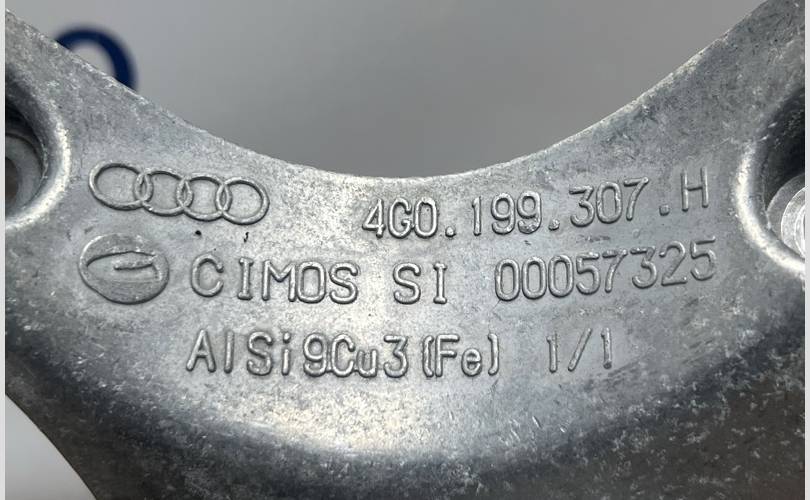 4G0.199.307.H
CIMOS SI 00057325
AlSi9Cu3(Fe) 1/1